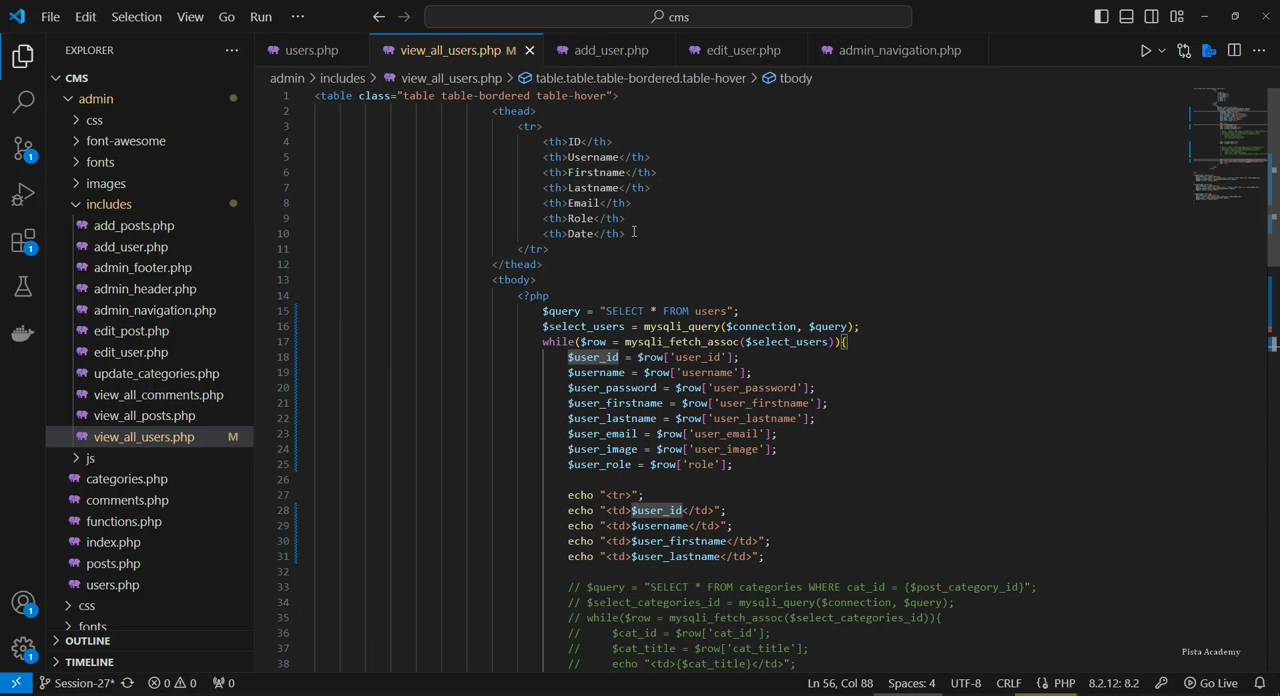 File Edit Selection View Go Run ··· cms
EXPLORER ···
users.php view_all_users.php M add_user.php edit_user.php admin_navigation.php
CMS
admin
css
font-awesome
fonts
images
includes
add_posts.php
add_user.php
admin_footer.php
admin_header.php
admin_navigation.php
edit_post.php
edit_user.php
update_categories.php
view_all_comments.php
view_all_posts.php
view_all_users.php M
js
categories.php
comments.php
functions.php
index.php
posts.php
users.php
css
fonts
OUTLINE
TIMELINE
1
1
1
1
admin > includes > view_all_users.php > table.table.table-bordered.table-hover > tbody
1 <table class="table table-bordered table-hover">
2 <thead>
3 <tr>
4 <th>ID</th>
5 <th>Username</th>
6 <th>Firstname</th>
7 <th>Lastname</th>
8 <th>Email</th>
9 <th>Role</th>
10 <th>Date</th>
11 </tr>
12 </thead>
13 <tbody>
14 <?php
15 $query = "SELECT * FROM users";
16 $select_users = mysqli_query($connection, $query);
17 while($row = mysqli_fetch_assoc($select_users)){
18 $user_id = $row['user_id'];
19 $username = $row['username'];
20 $user_password = $row['user_password'];
21 $user_firstname = $row['user_firstname'];
22 $user_lastname = $row['user_lastname'];
23 $user_email = $row['user_email'];
24 $user_image = $row['user_image'];
25 $user_role = $row['role'];
26
27 echo "<tr>";
28 echo "<td>$user_id</td>";
29 echo "<td>$username</td>";
30 echo "<td>$user_firstname</td>";
31 echo "<td>$user_lastname</td>";
32
33 // $query = "SELECT * FROM categories WHERE cat_id = {$post_category_id}";
34 // $select_categories_id = mysqli_query($connection, $query);
35 // while($row = mysqli_fetch_assoc($select_categories_id)){
36 // $cat_id = $row['cat_id'];
37 // $cat_title = $row['cat_title'];
38 // echo "<td>{$cat_title}</td>";
Pista Academy
Session-27* 0 0 0 Ln 56, Col 88 Spaces: 4 UTF-8 CRLF PHP 8.2.12: 8.2 Go Live